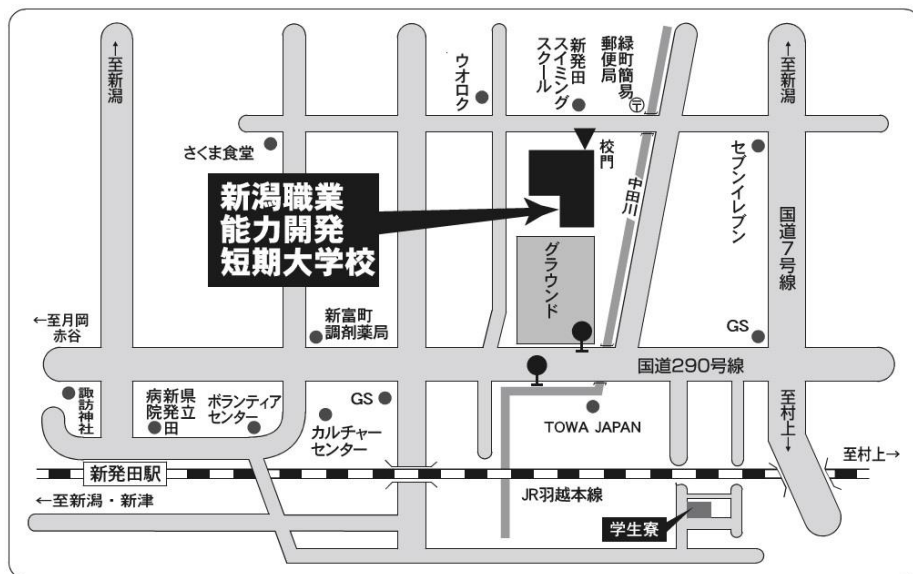 ←至新潟
ウオロク
新発田
スイミング
スクール
緑町簡易
郵便局
〒
←至新潟
さくま食堂
校門
セブンイレブン
新潟職業
能力開発
短期大学校
中田川
国道7号線
グラウンド
←至月岡
赤谷
新富町
調剤薬局
GS
国道290号線
諏訪神社
県立
新発田
病院
ボランティア
センター
GS
カルチャー
センター
TOWA JAPAN
至村上→
至村上→
新発田駅
←至新潟・新津
JR羽越本線
学生寮